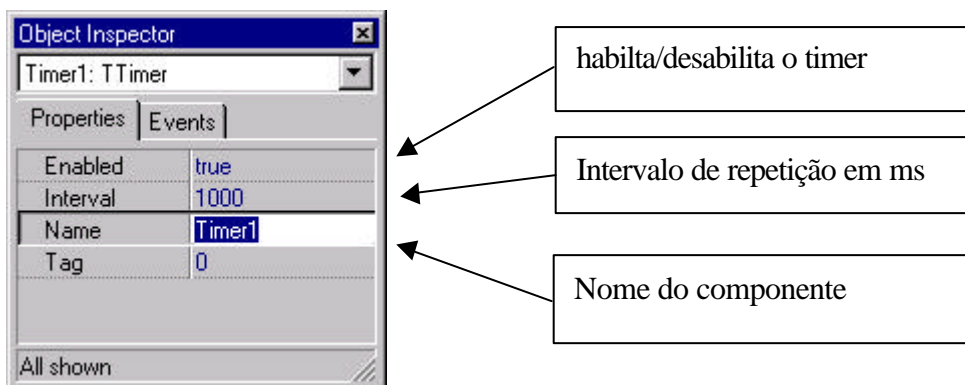 Object Inspector
Timer1: TTimer
Properties Events
Enabled true
Interval 1000
Name Timer1
Tag 0
All shown
habilta/desabilita o timer
Intervalo de repetição em ms
Nome do componente